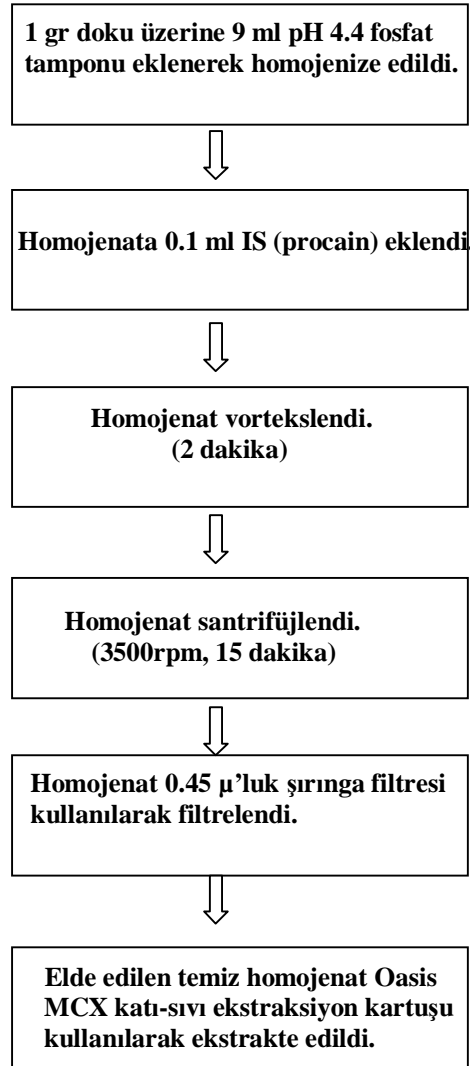 1 gr doku üzerine 9 ml pH 4.4 fosfat
tamponu eklenerek homojenize edildi.
Homojenata 0.1 ml IS (procain) eklendi.
Homojenat vortekslendi.
(2 dakika)
Homojenat santrifüjlendi.
(3500rpm, 15 dakika)
Homojenat 0.45 µ’luk şırınga filtresi
kullanılarak filtrelendi.
Elde edilen temiz homojenat Oasis
MCX katı-sıvı ekstraksiyon kartuşu
kullanılarak ekstrakte edildi.